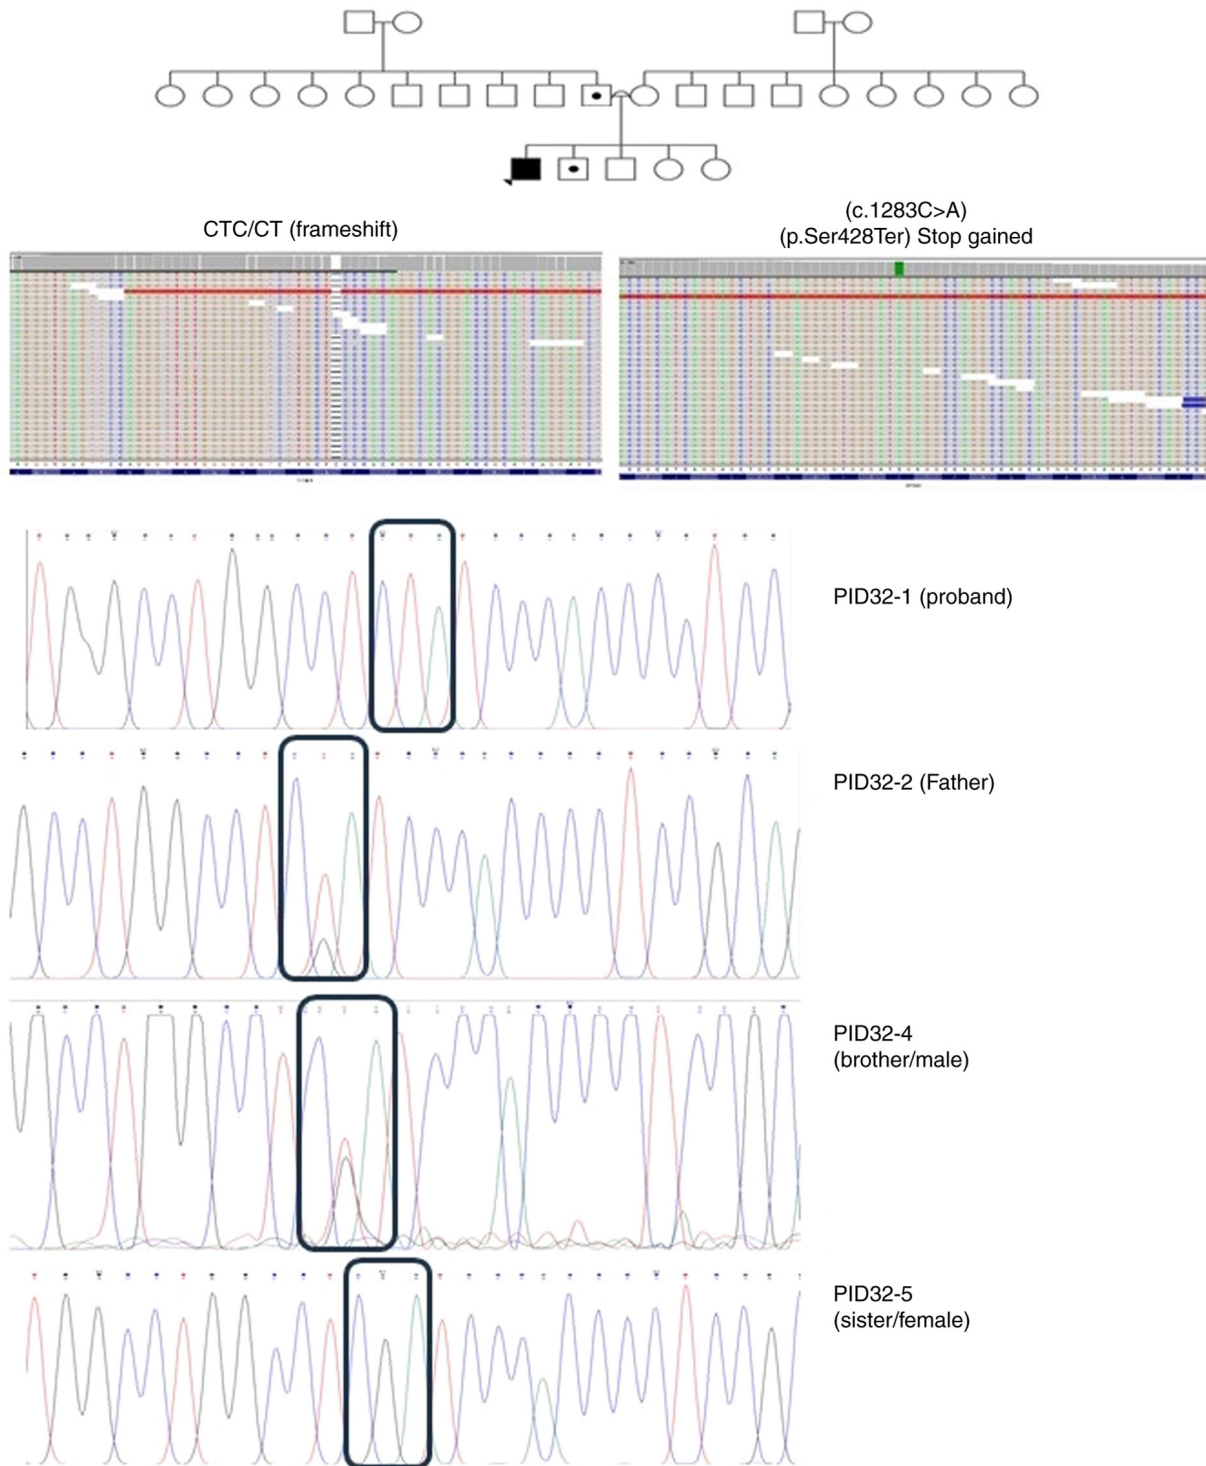 CTC/CT (frameshift)
(c.1283C>A)
(p.Ser428Ter) Stop gained
PID32-1 (proband)
PID32-2 (Father)
PID32-4
(brother/male)
PID32-5
(sister/female)